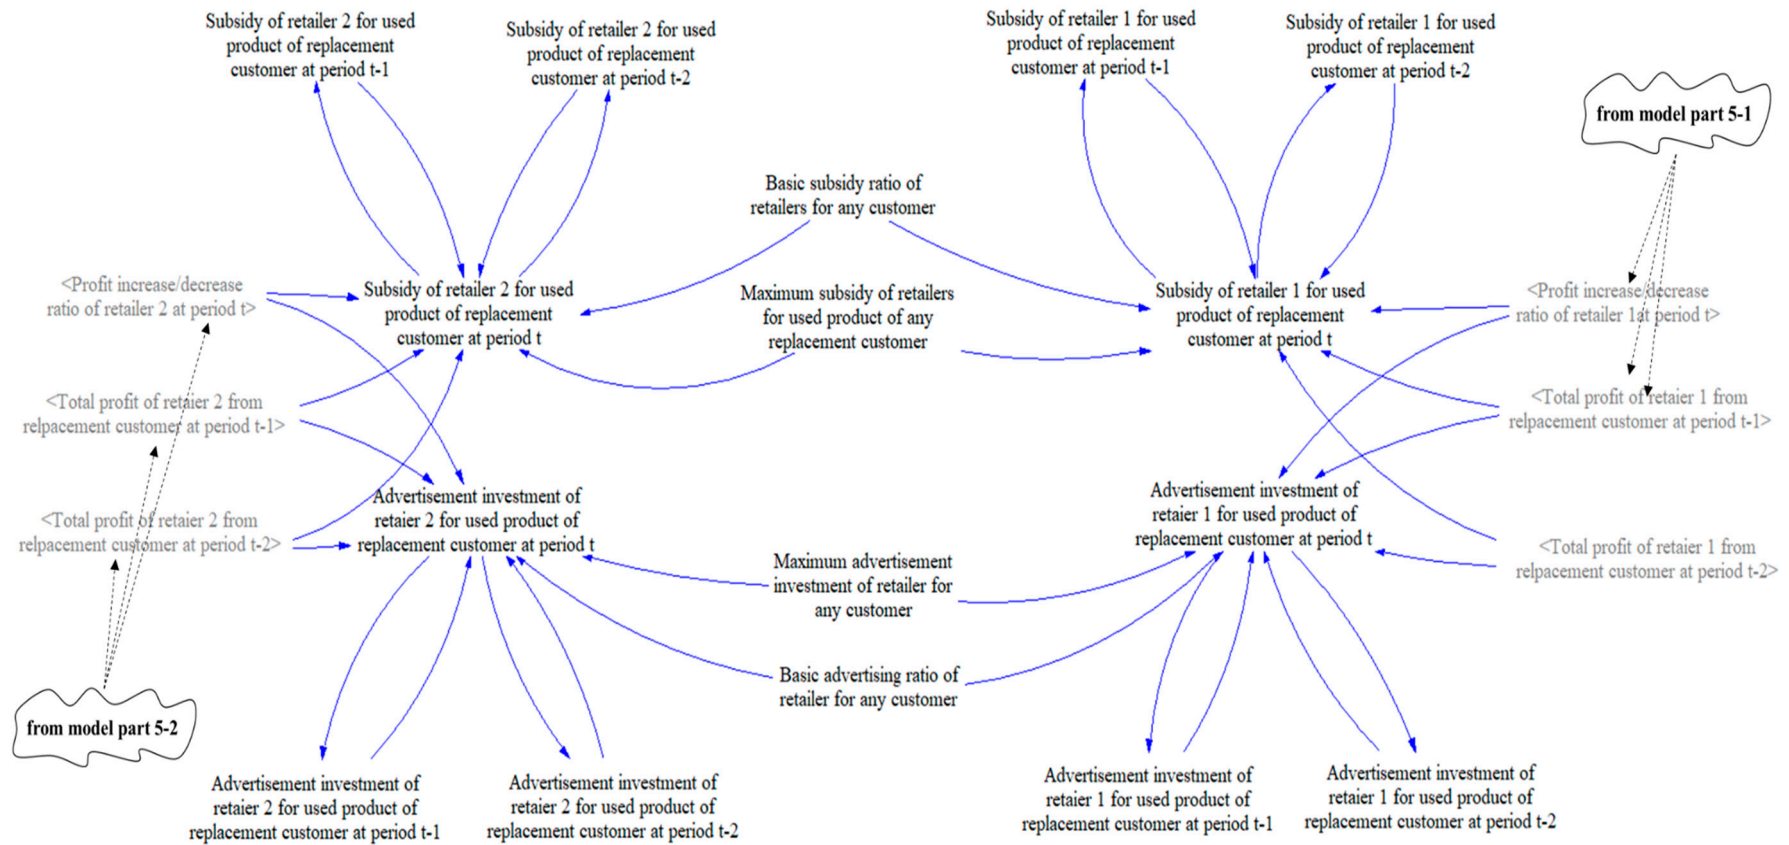 Subsidy of retailer 2 for used
product of replacement
customer at period t-1
Subsidy of retailer 2 for used
product of replacement
customer at period t-2
Subsidy of retailer 1 for used
product of replacement
customer at period t-1
Subsidy of retailer 1 for used
product of replacement
customer at period t-2
from model part 5-1
Basic subsidy ratio of
retailers for any customer
<Profit increase/decrease
ratio of retailer 2 at period t>
Subsidy of retailer 2 for used
product of replacement
customer at period t
Maximum subsidy of retailers
for used product of any
replacement customer
Subsidy of retailer 1 for used
product of replacement
customer at period t
<Profit increase/decrease
ratio of retailer 1at period t>
<Total profit of retaier 2 from
relpacement customer at period t-1>
<Total profit of retaier 1 from
relpacement customer at period t-1>
<Total profit of retaier 2 from
relpacement customer at period t-2>
Advertisement investment of
retaier 2 for used product of
replacement customer at period t
Advertisement investment of
retaier 1 for used product of
replacement customer at period t
<Total profit of retaier 1 from
relpacement customer at period t-2>
Maximum advertisement
investment of retailer for
any customer
Basic advertising ratio of
retailer for any customer
from model part 5-2
Advertisement investment of
retaier 2 for used product of
replacement customer at period t-1
Advertisement investment of
retaier 2 for used product of
replacement customer at period t-2
Advertisement investment of
retaier 1 for used product of
replacement customer at period t-1
Advertisement investment of
retaier 1 for used product of
replacement customer at period t-2